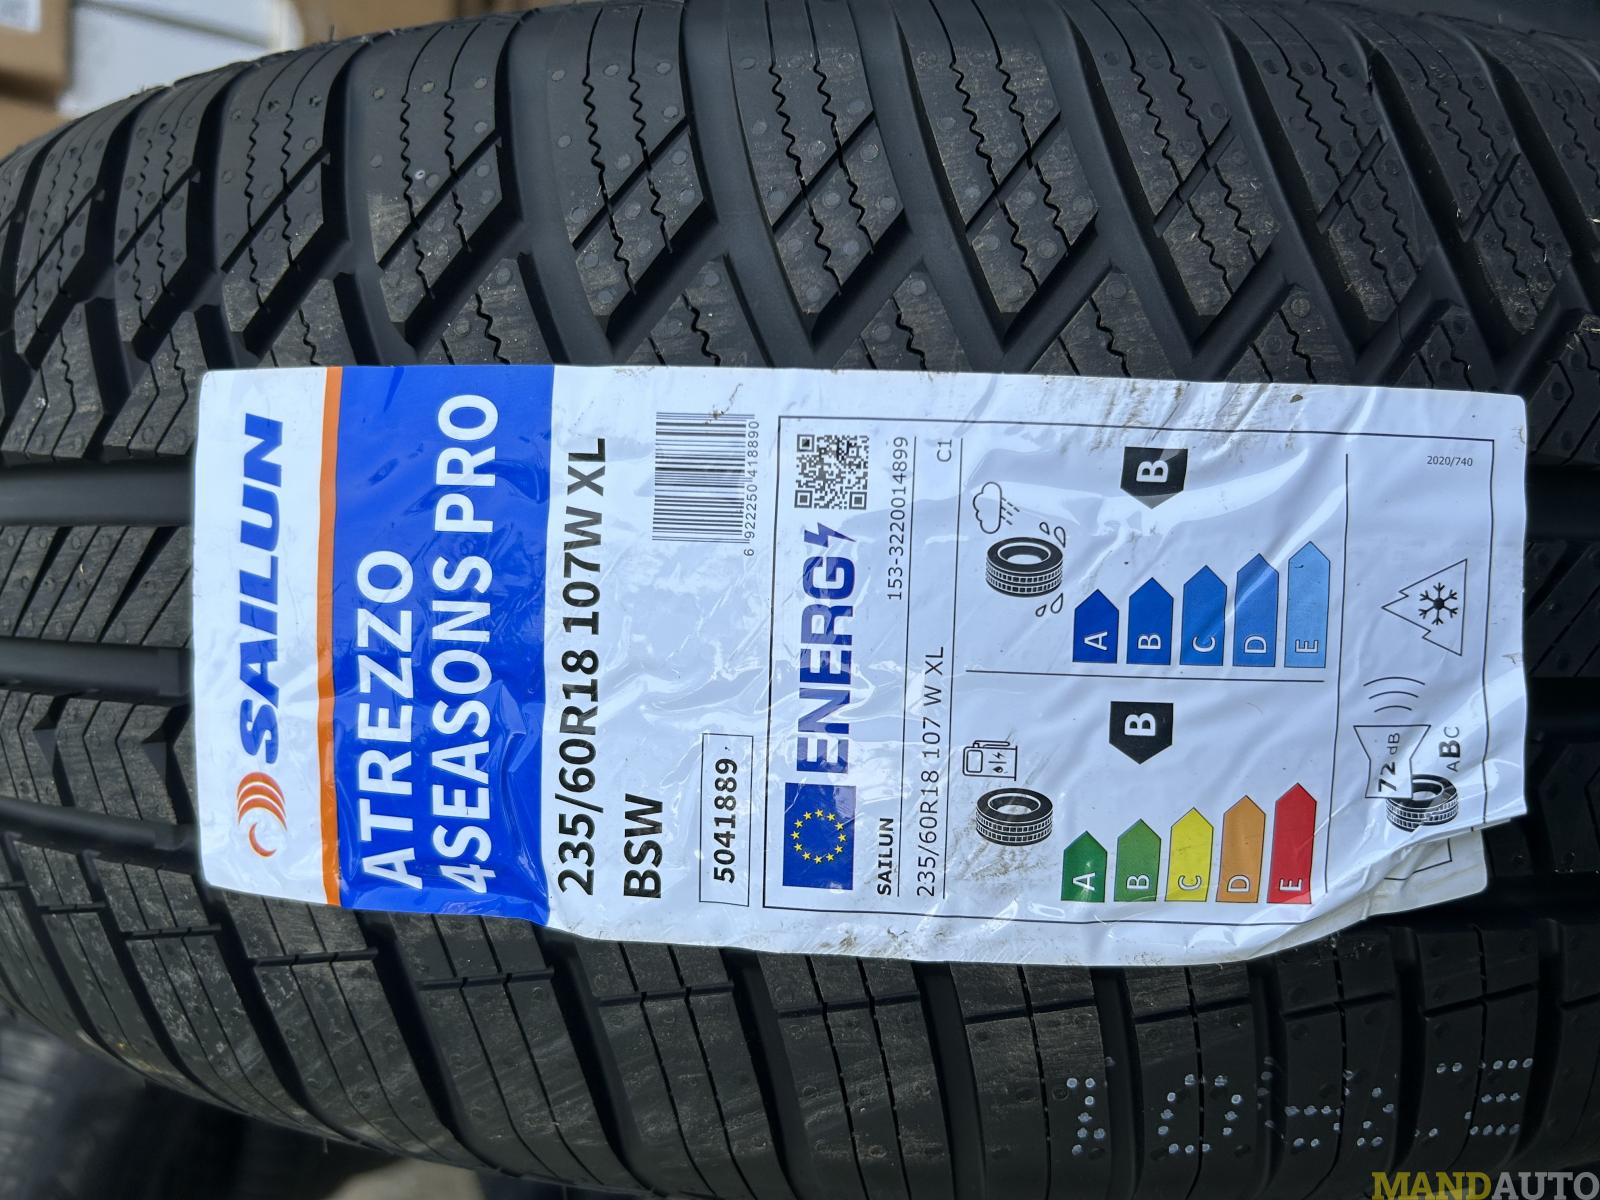 SAILUN
ATREZZO
4SEASONS PRO
235/60R18 107W XL
BSW
5041889
6 922250 418890
ENERG
SAILUN
153-3220014899
235/60R18 107 W XL
C1
A
B
C
D
E
B
A
B
C
D
E
B
72 dB
ABC
2020/740
MANDAUTO